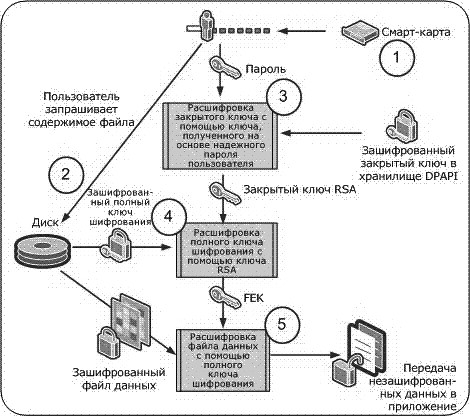 Смарт-карта
1
Пароль
3
Пользователь
запрашивает
содержимое файла
Расшифровка
закрытого ключа с
помощью ключа,
полученного на
основе надежного
пароля
пользователя
Зашифрованный
закрытый ключ в
хранилище DPAPI
2
Зашифрован-
ный полный
ключ
шифрования
4
Закрытый ключ RSA
Диск
Расшифровка
полного ключа
шифрования с
помощью ключа
RSA
FEK
5
Расшифровка
файла данных
с помощью
полного
ключа
шифрования
Зашифрованный
файл данных
Передача
незашифрован-
ных данных в
приложение